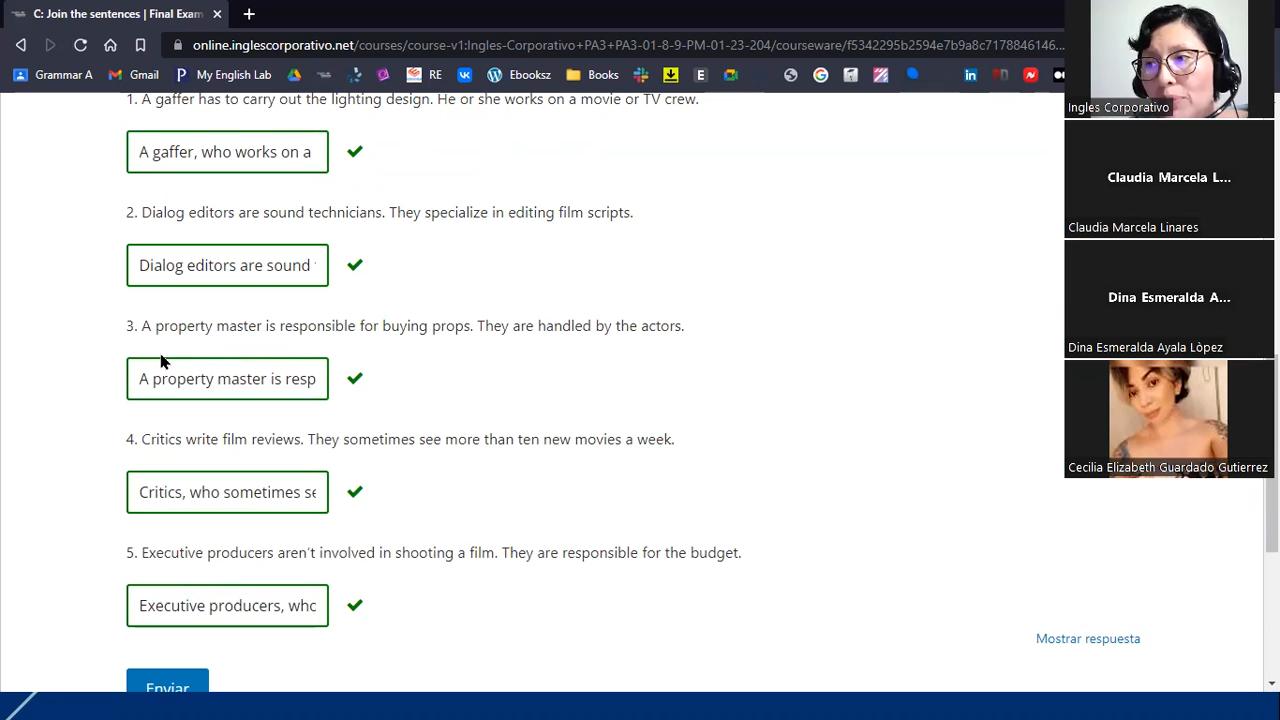 C: Join the sentences | Final Exam
online.inglescorporativo.net/courses/course-v1:Ingles-Corporativo+PA3+PA3-01-8-9-PM-01-23-204/courseware/f5342295b2594e7b9a8c7178846146...
Grammar A
Gmail
My English Lab
RE
Ebooksz
Books
1. A gaffer has to carry out the lighting design. He or she works on a movie or TV crew.
A gaffer, who works on a
2. Dialog editors are sound technicians. They specialize in editing film scripts.
Dialog editors are sound
3. A property master is responsible for buying props. They are handled by the actors.
A property master is resp
4. Critics write film reviews. They sometimes see more than ten new movies a week.
Critics, who sometimes se
5. Executive producers aren't involved in shooting a film. They are responsible for the budget.
Executive producers, who
Mostrar respuesta
Enviar
Ingles Corporativo
Claudia Marcela L...
Claudia Marcela Linares
Dina Esmeralda A...
Dina Esmeralda Ayala Lòpez
Cecilia Elizabeth Guardado Gutierrez